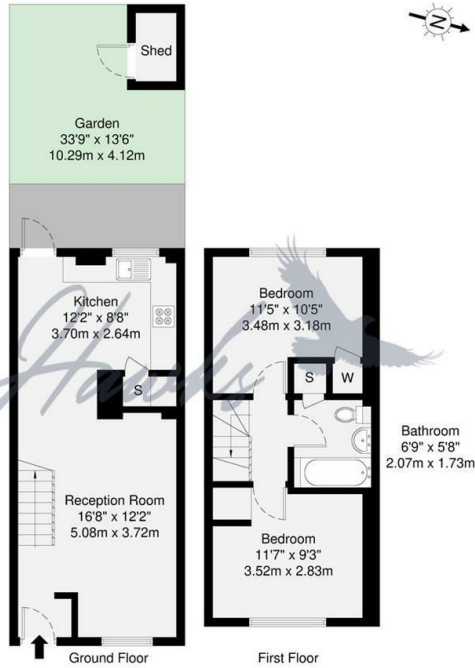 N
Shed
Garden
33'9" x 13'6"
10.29m x 4.12m
Kitchen
12'2" x 8'8"
3.70m x 2.64m
S
Reception Room
16'8" x 12'2"
5.08m x 3.72m
Ground Floor
Bedroom
11'5" x 10'5"
3.48m x 3.18m
S
W
Bathroom
6'9" x 5'8"
2.07m x 1.73m
Bedroom
11'7" x 9'3"
3.52m x 2.83m
First Floor
Hawks